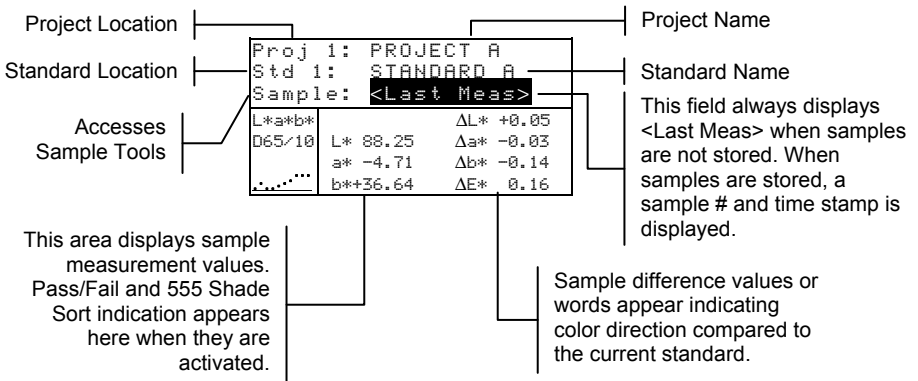 Project Location
Project Name
Proj 1: PROJECT A
Standard Location
Std 1: STANDARD A
Standard Name
Sample: <Last Meas>
Accesses
Sample Tools
This field always displays
<Last Meas> when samples
are not stored. When
samples are stored, a
sample # and time stamp is
displayed.
L*a*b*
D65/10
L* 88.25
a* -4.71
b*+36.64
ΔL* +0.05
Δa* -0.03
Δb* -0.14
ΔE* 0.16
This area displays sample
measurement values.
Pass/Fail and 555 Shade
Sort indication appears
here when they are
activated.
Sample difference values or
words appear indicating
color direction compared to
the current standard.